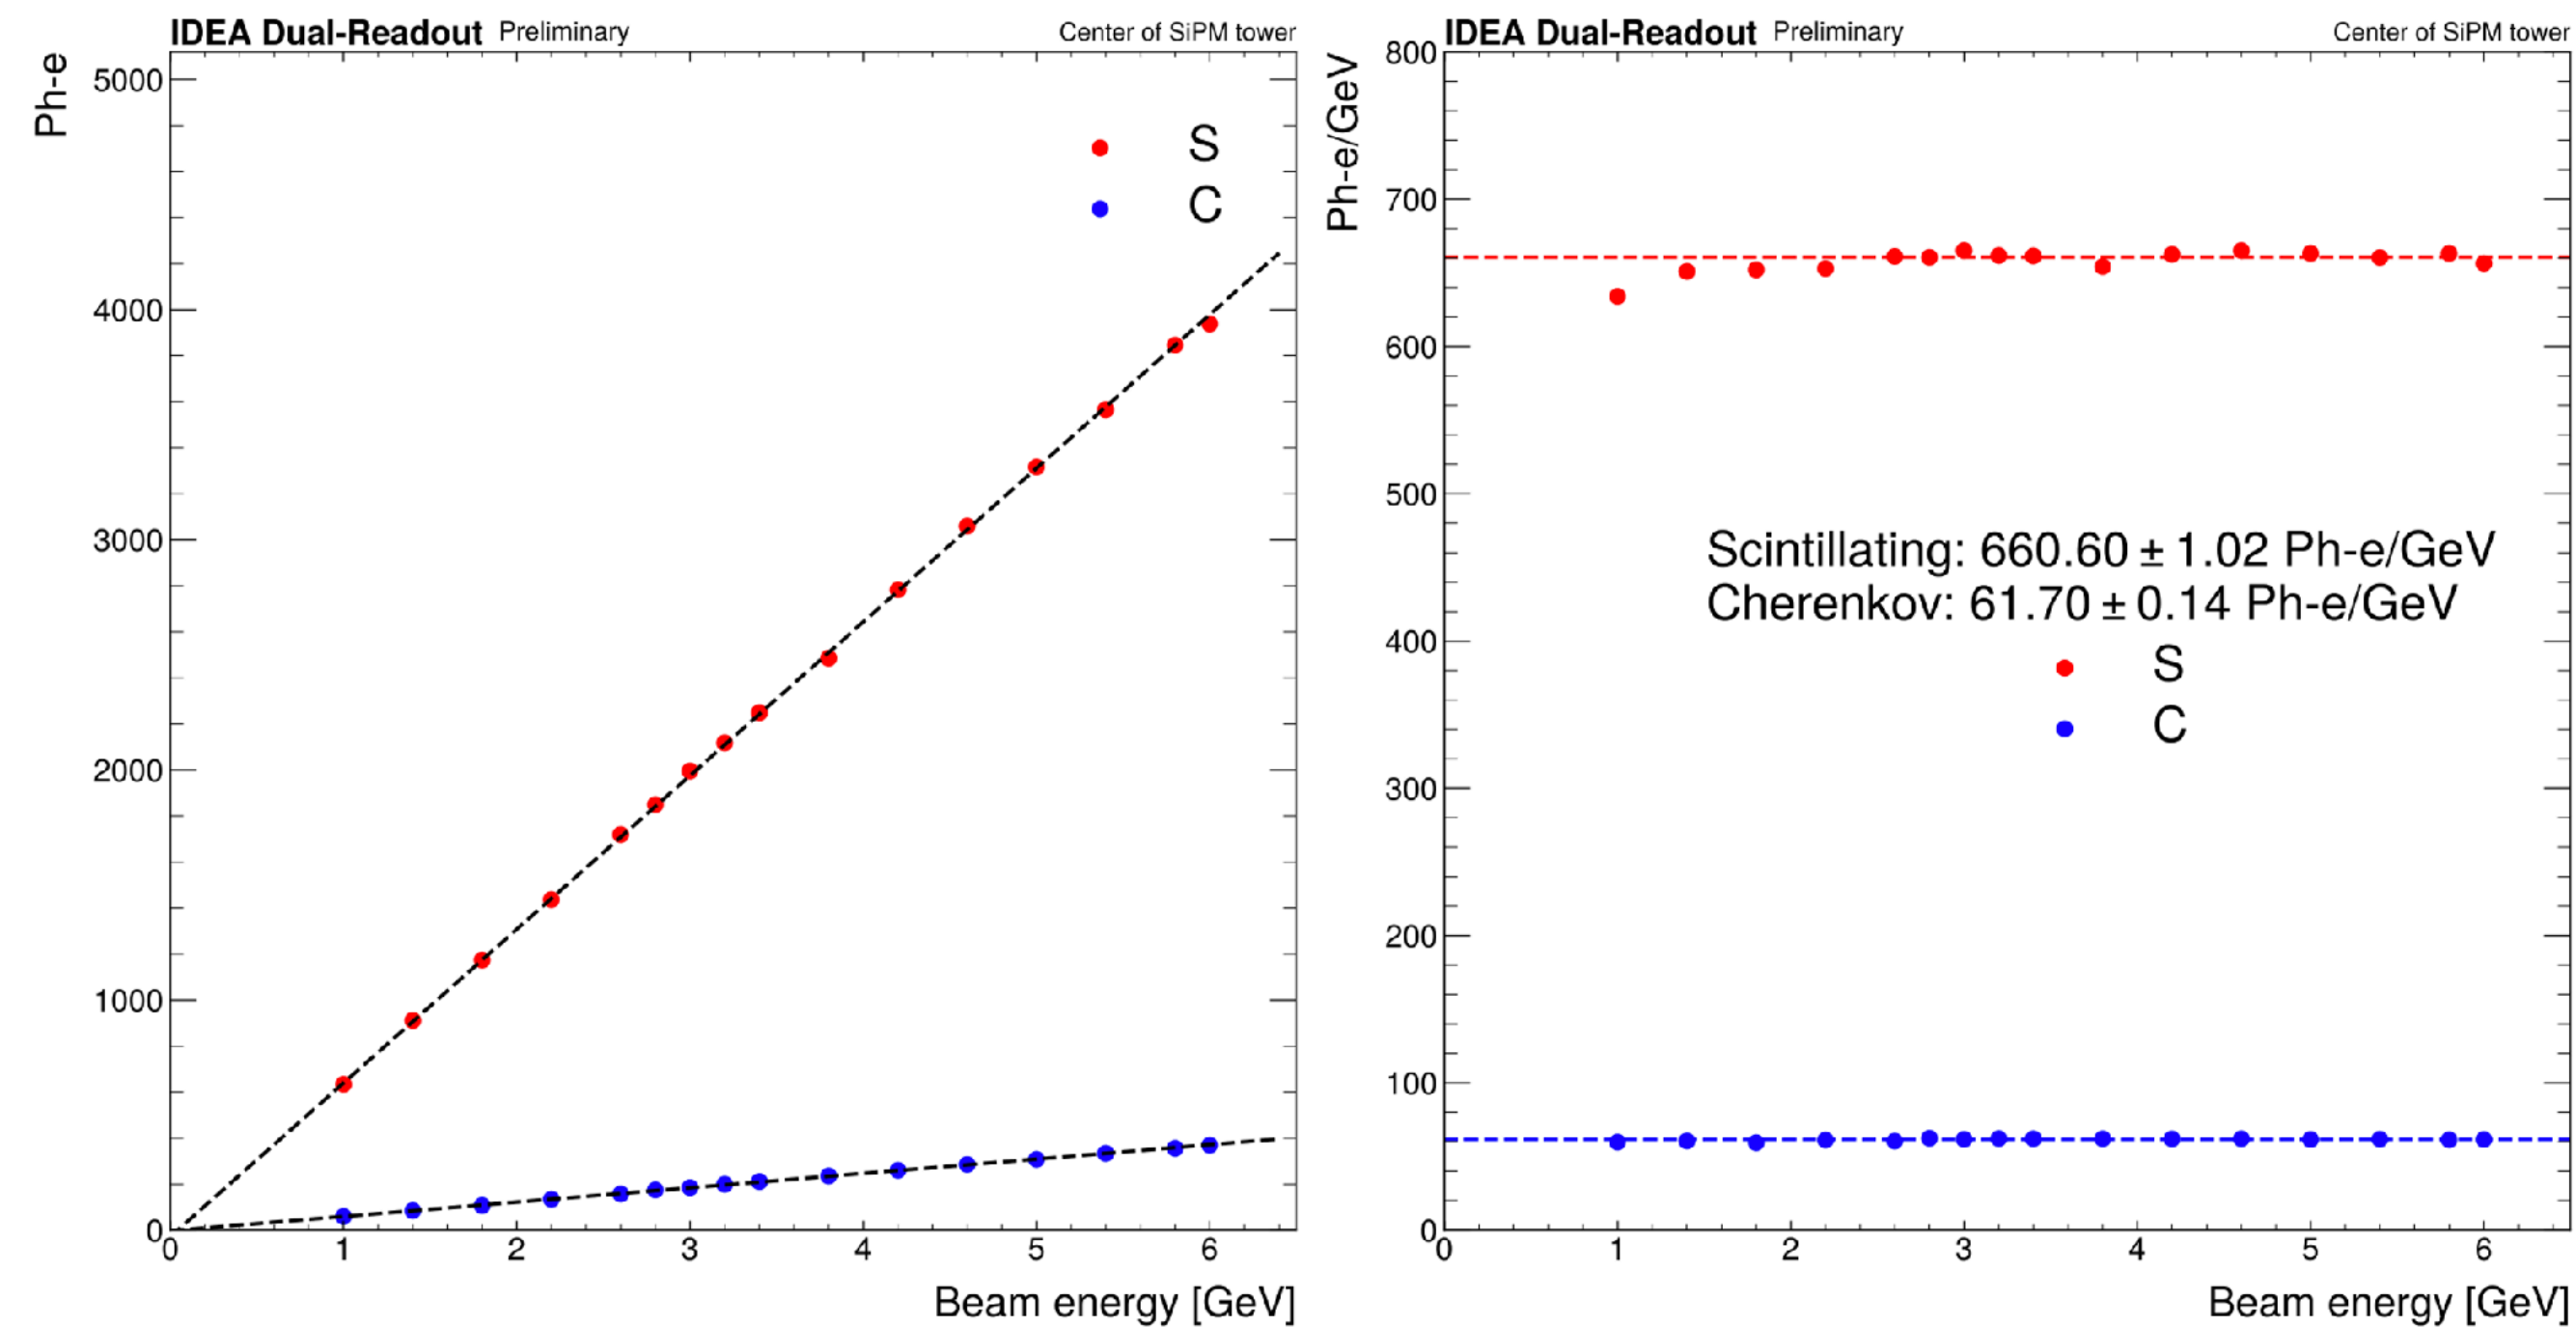 IDEA Dual-Readout Preliminary Center of SiPM tower
Ph-e
5000
4000
3000
2000
1000
0
S
C
0 1 2 3 4 5 6
Beam energy [GeV]
IDEA Dual-Readout Preliminary Center of SiPM tower
Ph-e/GeV
800
700
600
500
400
300
200
100
0
Scintillating: 660.60 ± 1.02 Ph-e/GeV
Cherenkov: 61.70 ± 0.14 Ph-e/GeV
S
C
0 1 2 3 4 5 6
Beam energy [GeV]